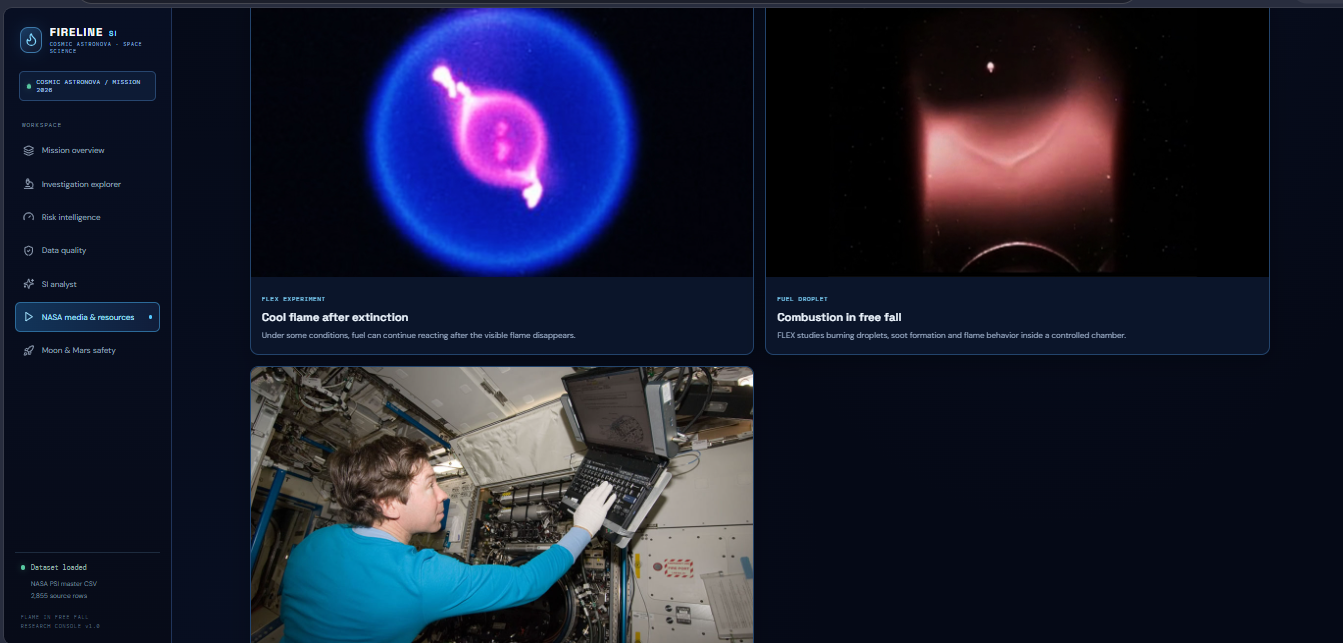 FIRELINE SI
COSMIC ASTRONOVA · SPACE
SCIENCE
COSMIC ASTRONOVA / MISSION
2026
WORKSPACE
Mission overview
Investigation explorer
Risk intelligence
Data quality
SI analyst
NASA media & resources
Moon & Mars safety
Dataset loaded
NASA PSI master CSV
2,855 source rows
FLAME IN FREE FALL
RESEARCH CONSOLE v1.0
FLEX EXPERIMENT
Cool flame after extinction
Under some conditions, fuel can continue reacting after the visible flame disappears.
FUEL DROPLET
Combustion in free fall
FLEX studies burning droplets, soot formation and flame behavior inside a controlled chamber.